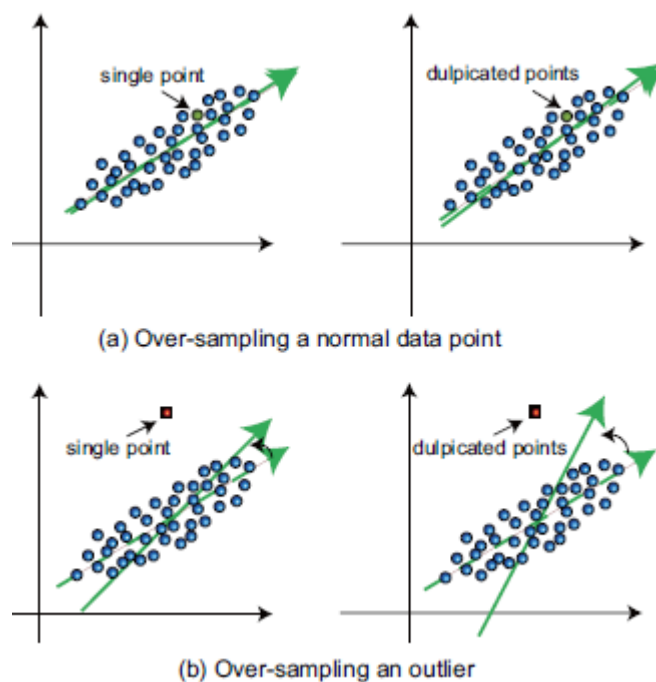 single point
dulpicated points
(a) Over-sampling a normal data point
single point
dulpicated points
(b) Over-sampling an outlier